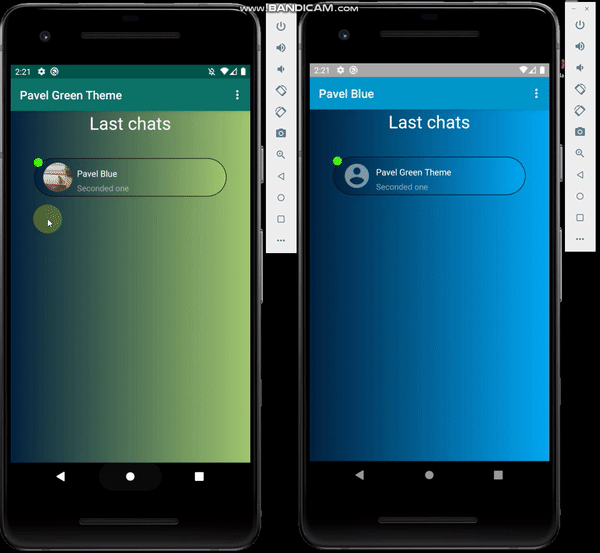 www.BANDICAM.com
2:21
Pavel Green Theme
Last chats
Pavel Blue
Seconded one
2:21
Pavel Blue
Last chats
Pavel Green Theme
Seconded one